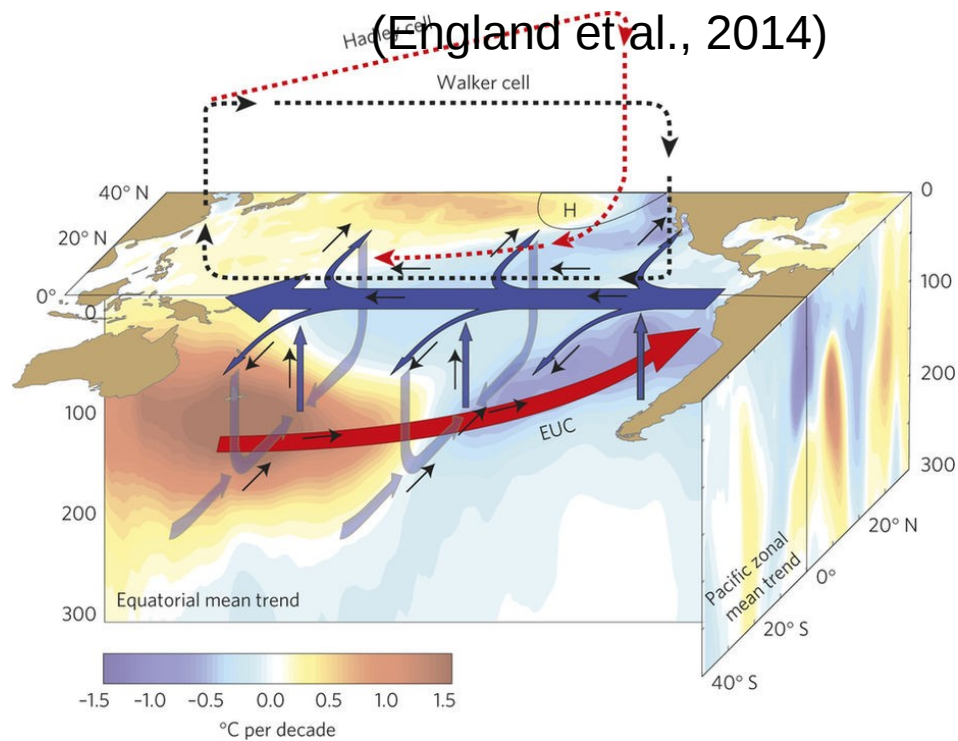 (England et al., 2014)
Hadley cell
Walker cell
40° N
20° N
0°
H
0
100
200
300
0
100
200
300
EUC
Equatorial mean trend
Pacific zonal
mean trend
20° N
0°
20° S
40° S
-1.5 -1.0 -0.5 0.0 0.5 1.0 1.5
°C per decade